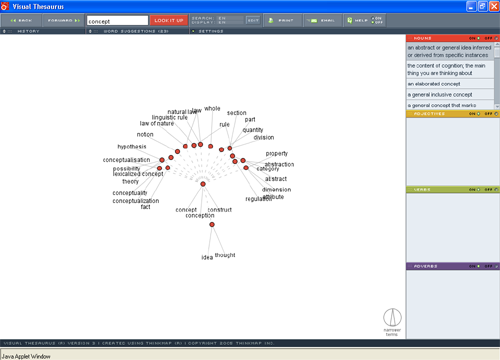 Visual Thesaurus
BACK
FORWARD
concept
LOOK IT UP
SEARCH: EN
DISPLAY: EN
EDIT
PRINT
EMAIL
HELP
ON
OFF
HISTORY
WORD SUGGESTIONS (23)
SETTINGS
NOUNS ON OFF
an abstract or general idea inferred
or derived from specific instances
the content of cognition; the main
thing you are thinking about
an elaborated concept
a general inclusive concept
a general concept that marks
ADJECTIVES ON OFF
VERBS ON OFF
ADVERBS ON OFF
natural law
law
whole
linguistic rule
section
law of nature
rule
part
notion
quantity
division
hypothesis
property
conceptualisation
abstraction
possibility
category
lexicalized concept
theory
abstract
conceptuality
dimension
conceptualization
attribute
regulation
fact
concept
construct
conception
idea
thought
narrower
terms
VISUAL THESAURUS (R) VERSION 3 | CREATED USING THINKMAP (R) | COPYRIGHT 2005 THINKMAP INC.
Java Applet Window